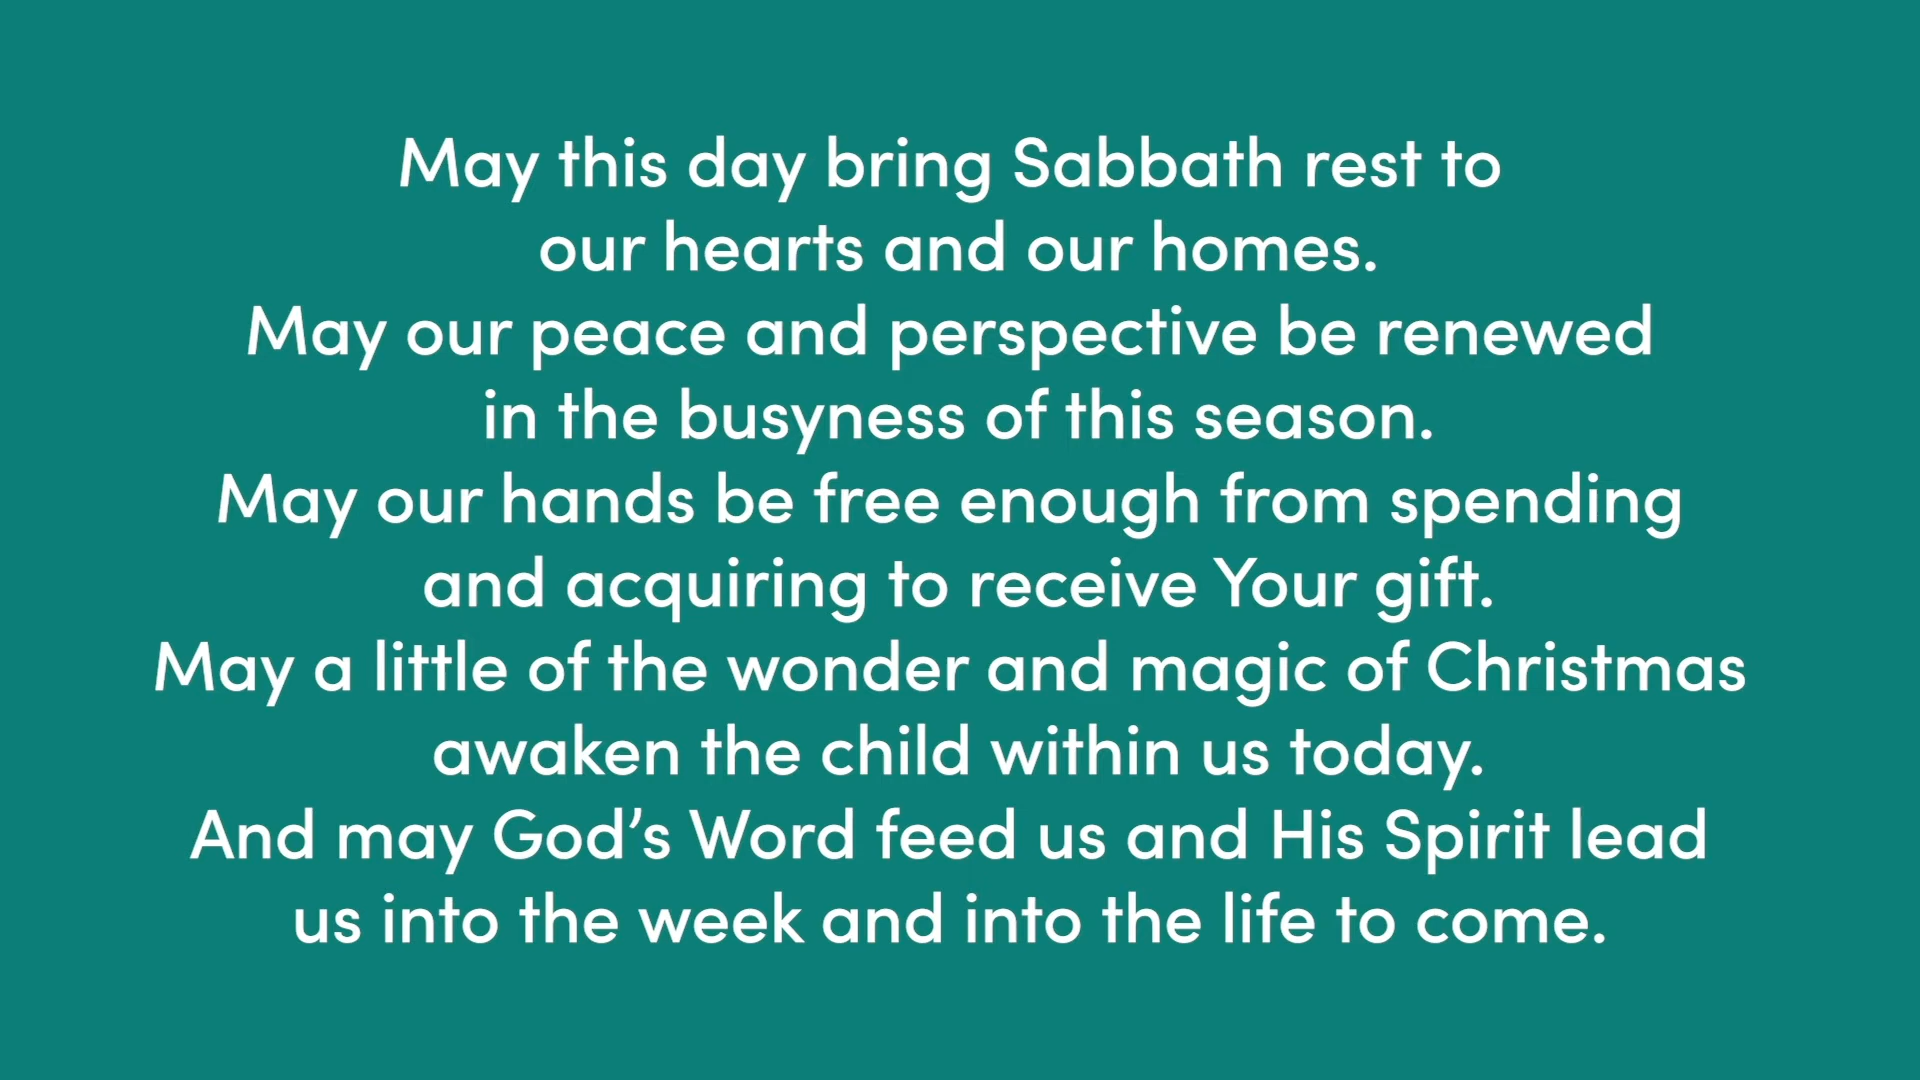 May this day bring Sabbath rest to
our hearts and our homes.
May our peace and perspective be renewed
in the busyness of this season.
May our hands be free enough from spending
and acquiring to receive Your gift.
May a little of the wonder and magic of Christmas
awaken the child within us today.
And may God’s Word feed us and His Spirit lead
us into the week and into the life to come.